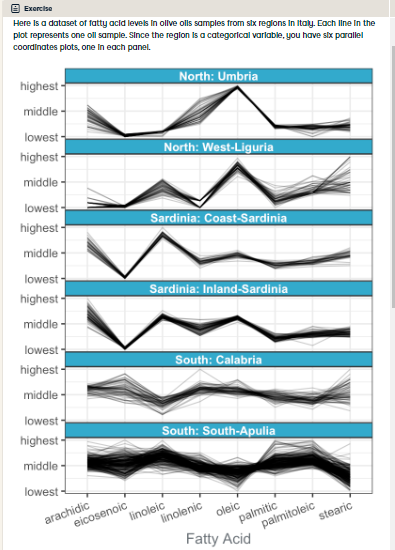 Exercise
Here is a dataset of fatty acid levels in olive oils samples from six regions in Italy. Each line in the
plot represents one oil sample. Since the region is a categorical variable, you have six parallel
coordinates plots, one in each panel.
North: Umbria
highest
middle
lowest
North: West-Liguria
highest
middle
lowest
Sardinia: Coast-Sardinia
highest
middle
lowest
Sardinia: Inland-Sardinia
highest
middle
lowest
South: Calabria
highest
middle
lowest
South: South-Apulia
highest
middle
lowest
arachidic eicosenoic linoleic linolenic oleic palmitic palmitoleic stearic
Fatty Acid